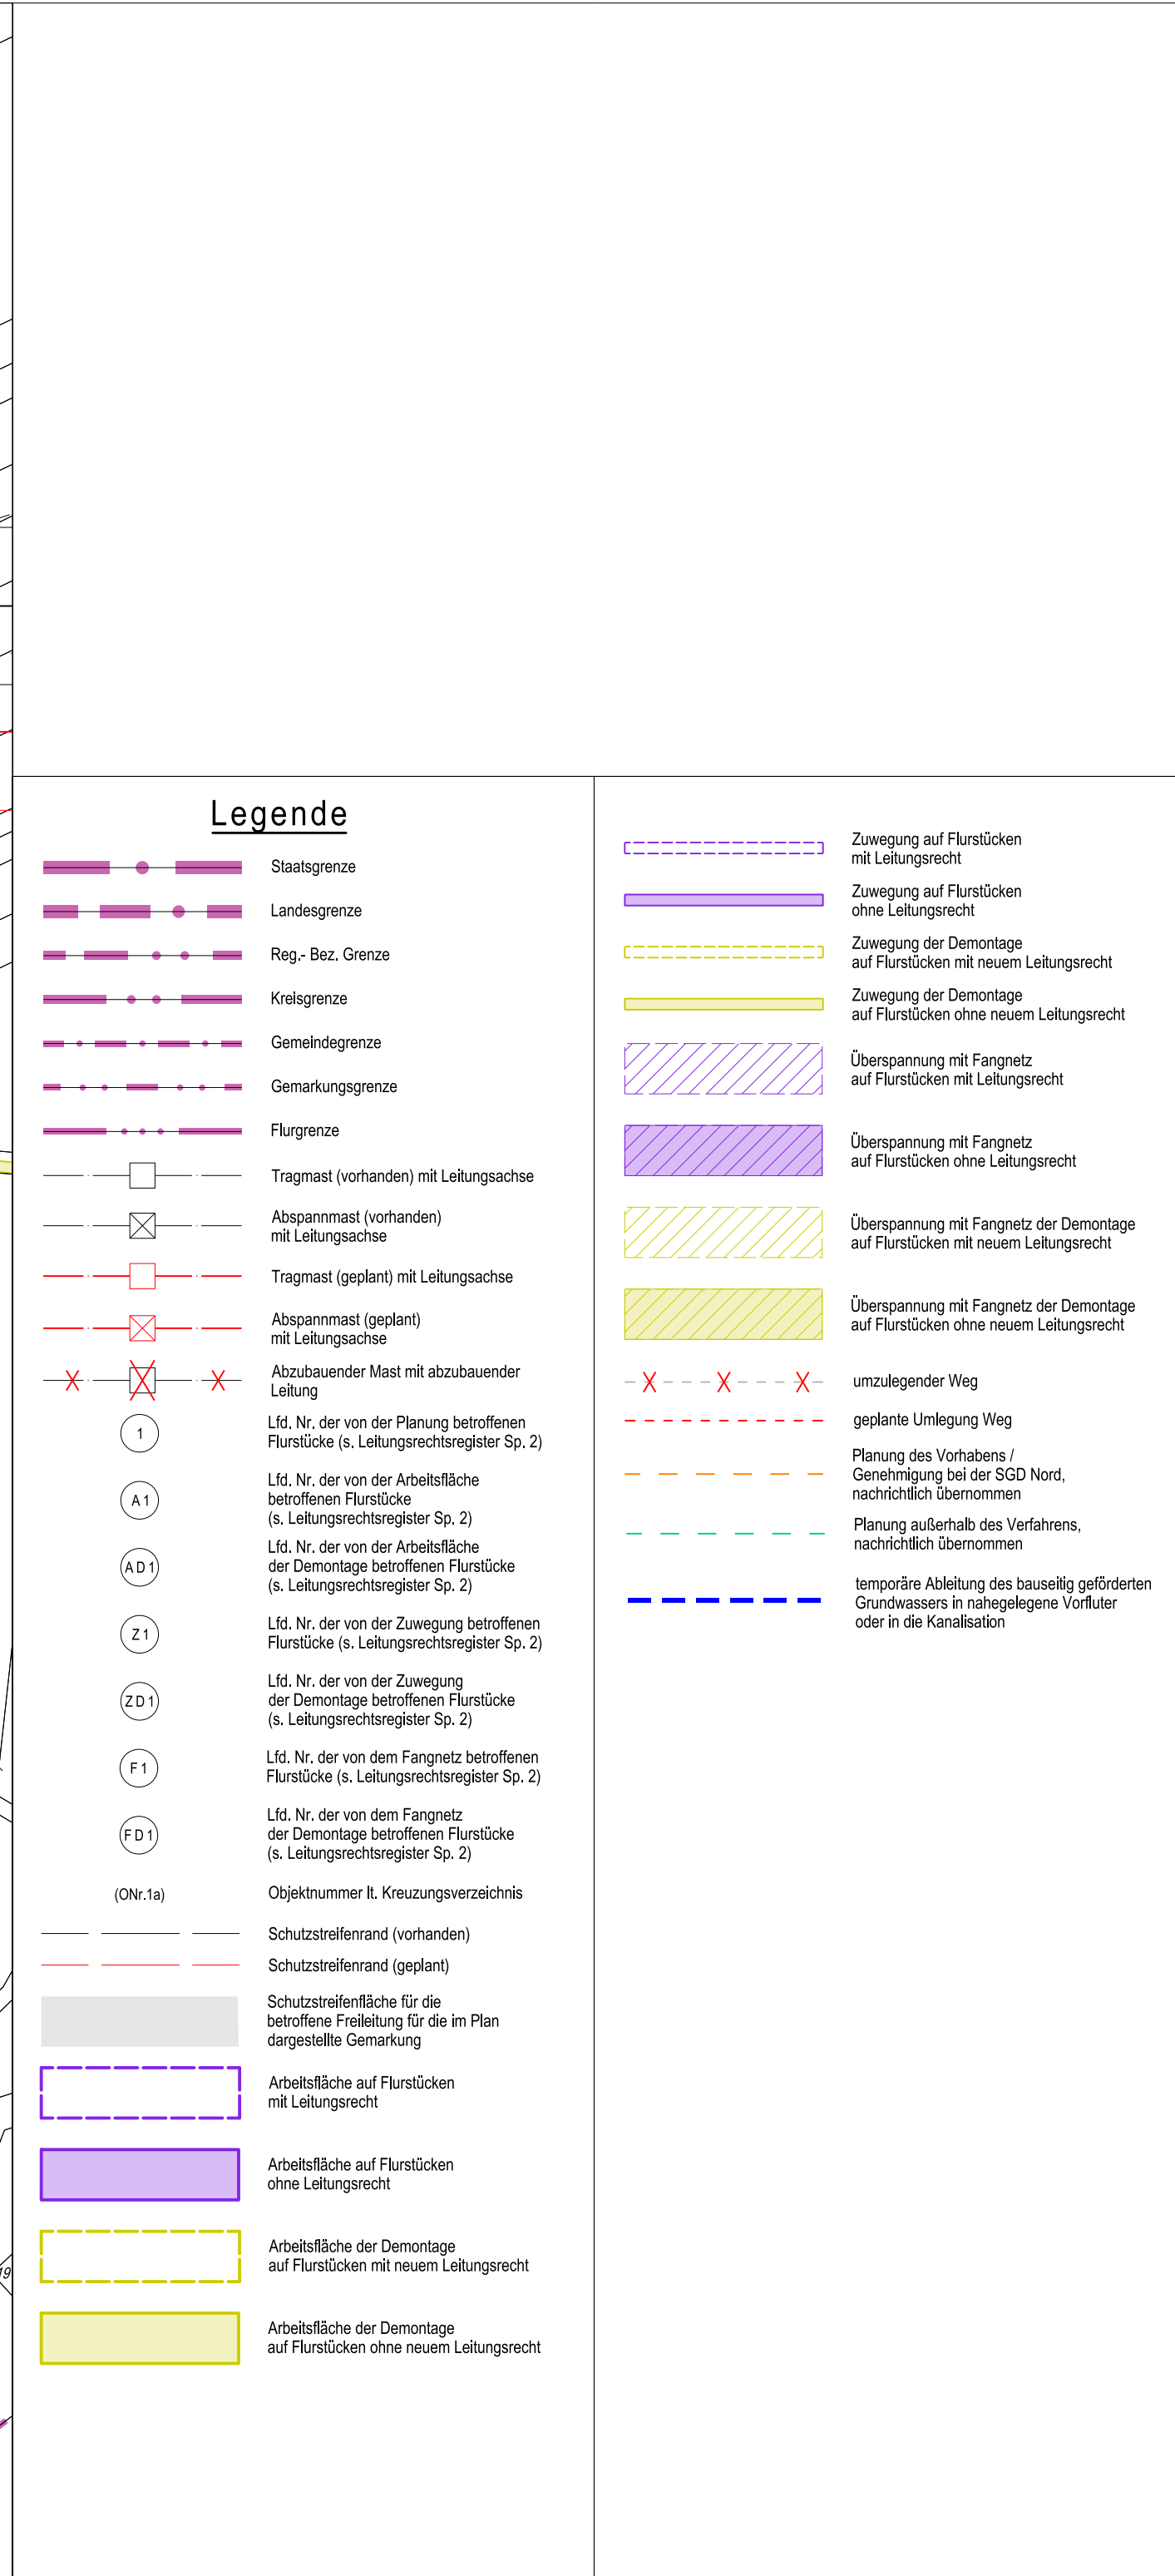 Legende
Staatsgrenze
Landesgrenze
Reg.- Bez. Grenze
Kreisgrenze
Gemeindegrenze
Gemarkungsgrenze
Flurgrenze
Tragmast (vorhanden) mit Leitungsachse
Abspannmast (vorhanden)
mit Leitungsachse
Tragmast (geplant) mit Leitungsachse
Abspannmast (geplant)
mit Leitungsachse
Abzubauender Mast mit abzubauender
Leitung
1
Lfd. Nr. der von der Planung betroffenen
Flurstücke (s. Leitungsrechtsregister Sp. 2)
A 1
Lfd. Nr. der von der Arbeitsfläche
betroffenen Flurstücke
(s. Leitungsrechtsregister Sp. 2)
A D 1
Lfd. Nr. der von der Arbeitsfläche
der Demontage betroffenen Flurstücke
(s. Leitungsrechtsregister Sp. 2)
Z 1
Lfd. Nr. der von der Zuwegung betroffenen
Flurstücke (s. Leitungsrechtsregister Sp. 2)
Z D 1
Lfd. Nr. der von der Zuwegung
der Demontage betroffenen Flurstücke
(s. Leitungsrechtsregister Sp. 2)
F 1
Lfd. Nr. der von dem Fangnetz betroffenen
Flurstücke (s. Leitungsrechtsregister Sp. 2)
F D 1
Lfd. Nr. der von dem Fangnetz
der Demontage betroffenen Flurstücke
(s. Leitungsrechtsregister Sp. 2)
(ONr.1a)
Objektnummer lt. Kreuzungsverzeichnis
Schutzstreifenrand (vorhanden)
Schutzstreifenrand (geplant)
Schutzstreifenfläche für die
betroffene Freileitung für die im Plan
dargestellte Gemarkung
Arbeitsfläche auf Flurstücken
mit Leitungsrecht
Arbeitsfläche auf Flurstücken
ohne Leitungsrecht
Arbeitsfläche der Demontage
auf Flurstücken mit neuem Leitungsrecht
Arbeitsfläche der Demontage
auf Flurstücken ohne neuem Leitungsrecht
Zuwegung auf Flurstücken
mit Leitungsrecht
Zuwegung auf Flurstücken
ohne Leitungsrecht
Zuwegung der Demontage
auf Flurstücken mit neuem Leitungsrecht
Zuwegung der Demontage
auf Flurstücken ohne neuem Leitungsrecht
Überspannung mit Fangnetz
auf Flurstücken mit Leitungsrecht
Überspannung mit Fangnetz
auf Flurstücken ohne Leitungsrecht
Überspannung mit Fangnetz der Demontage
auf Flurstücken mit neuem Leitungsrecht
Überspannung mit Fangnetz der Demontage
auf Flurstücken ohne neuem Leitungsrecht
umzulegender Weg
geplante Umlegung Weg
Planung des Vorhabens /
Genehmigung bei der SGD Nord,
nachrichtlich übernommen
Planung außerhalb des Verfahrens,
nachrichtlich übernommen
temporäre Ableitung des bauseitig geförderten
Grundwassers in nahegelegene Vorfluter
oder in die Kanalisation